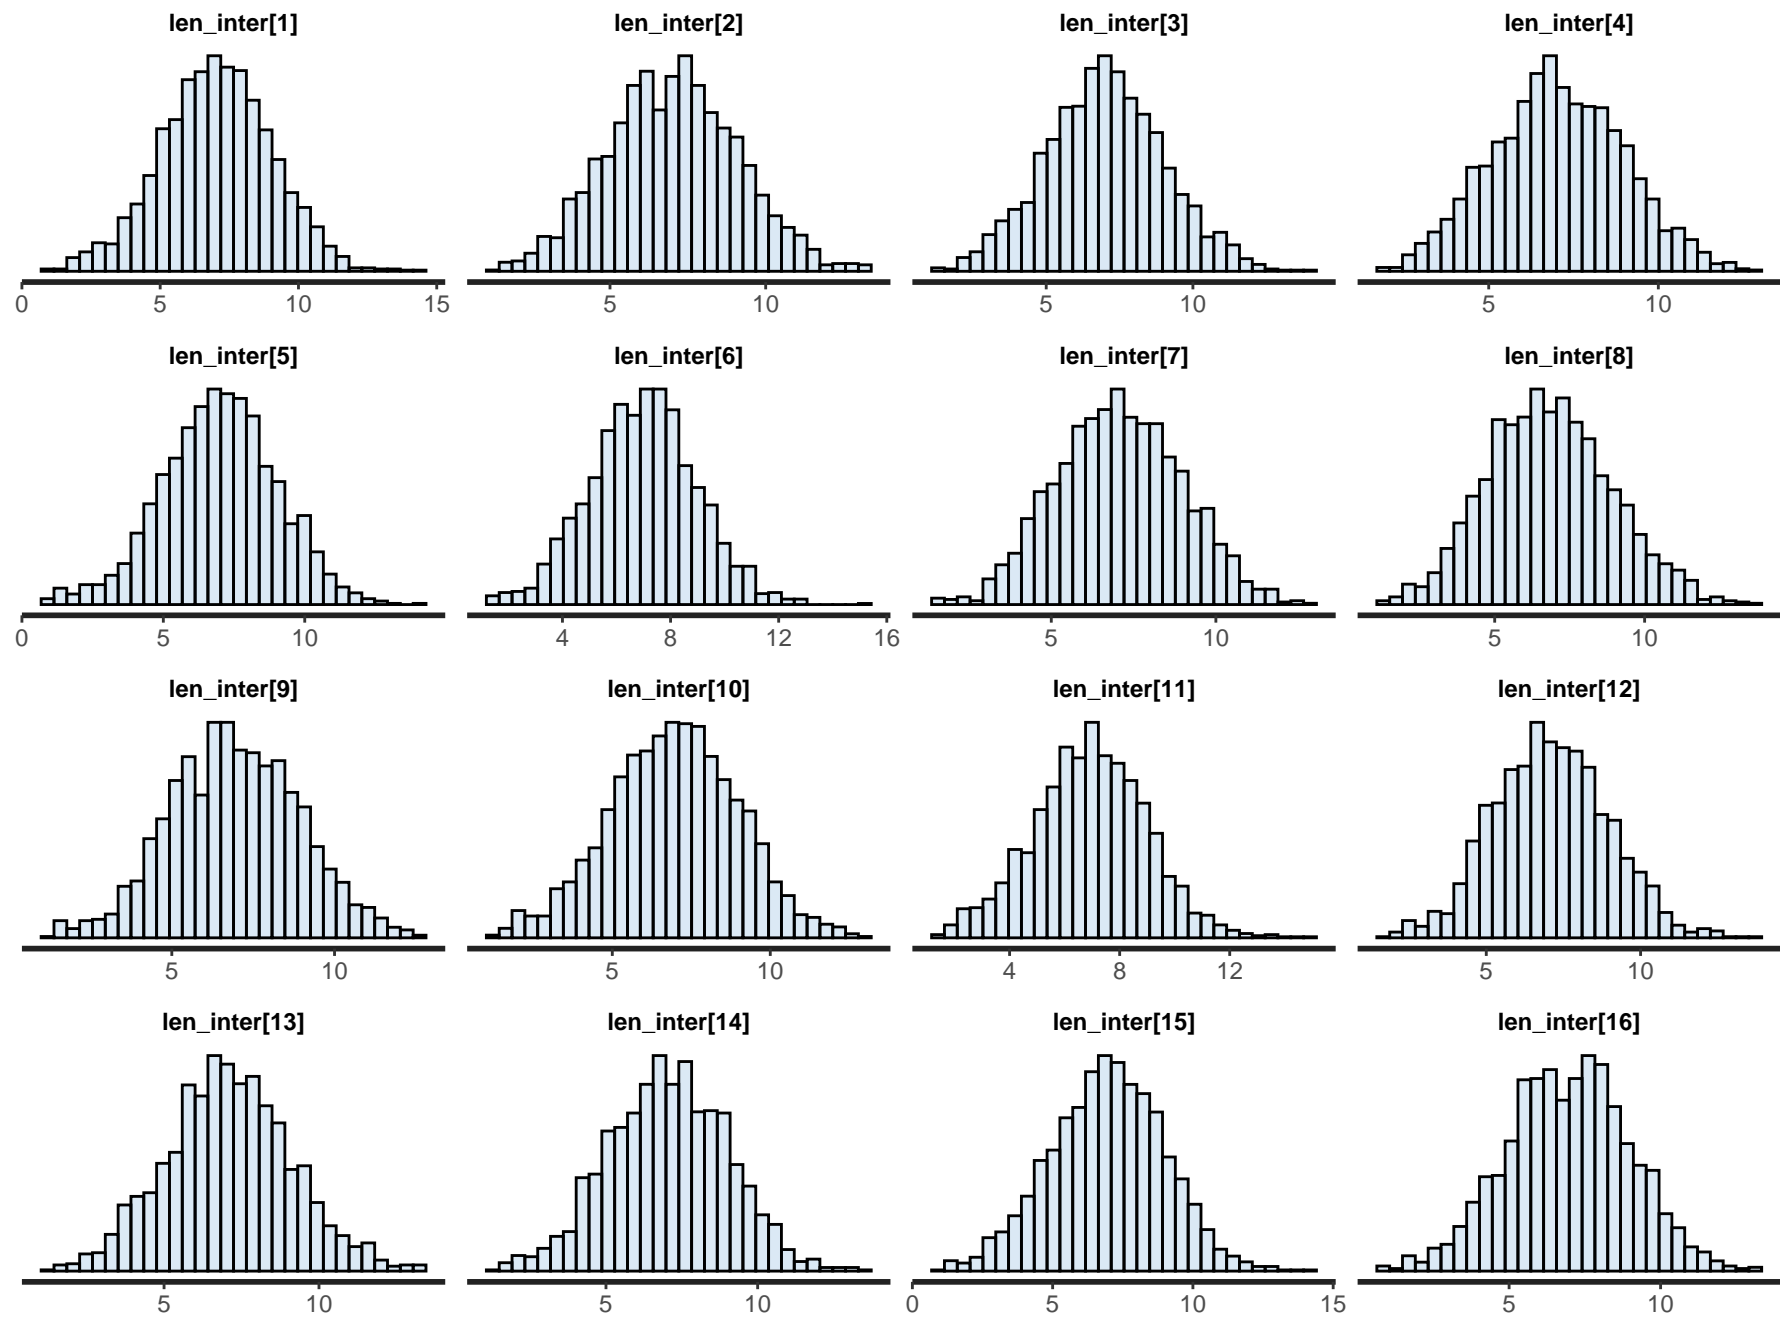 len_inter[1] len_inter[2] len_inter[3] len_inter[4]
0 5 10 15 5 10 5 10 5 10
len_inter[5] len_inter[6] len_inter[7] len_inter[8]
0 5 10 4 8 12 16 5 10 5 10
len_inter[9] len_inter[10] len_inter[11] len_inter[12]
5 10 5 10 4 8 12 5 10
len_inter[13] len_inter[14] len_inter[15] len_inter[16]
5 10 5 10 0 5 10 15 5 10